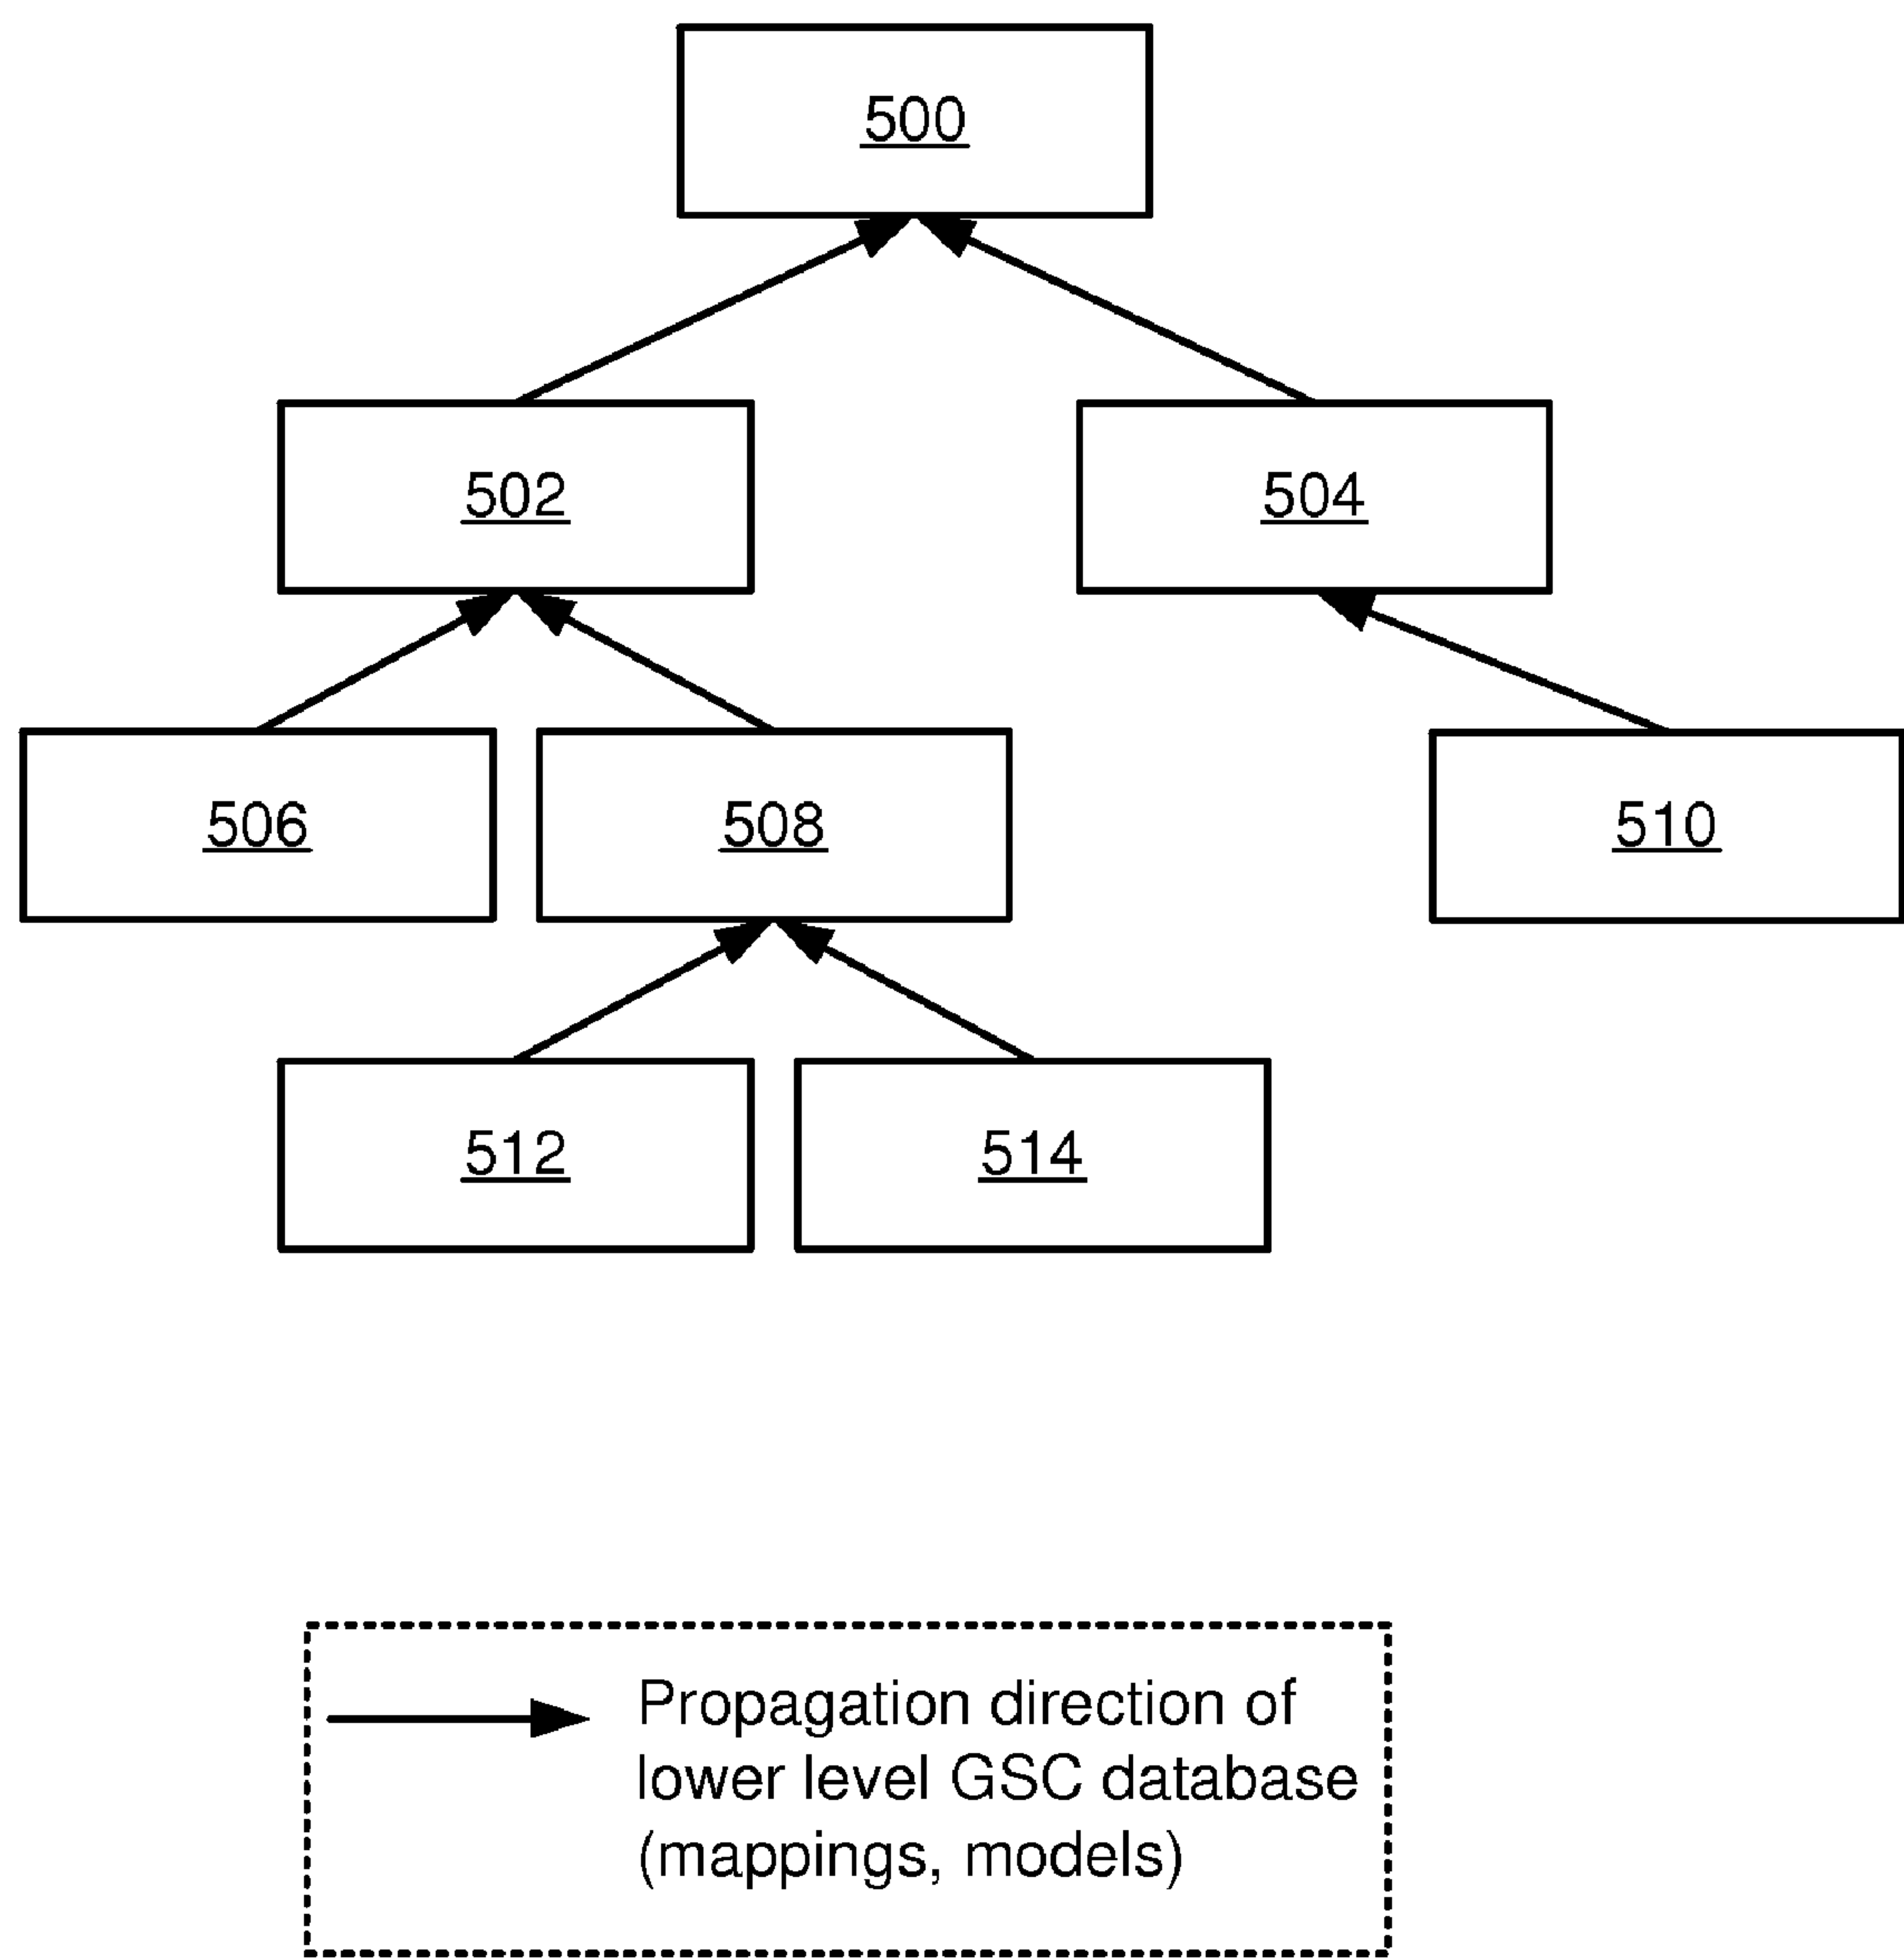 500
502
504
506
508
510
512
514
Propagation direction of
lower level GSC database
(mappings, models)